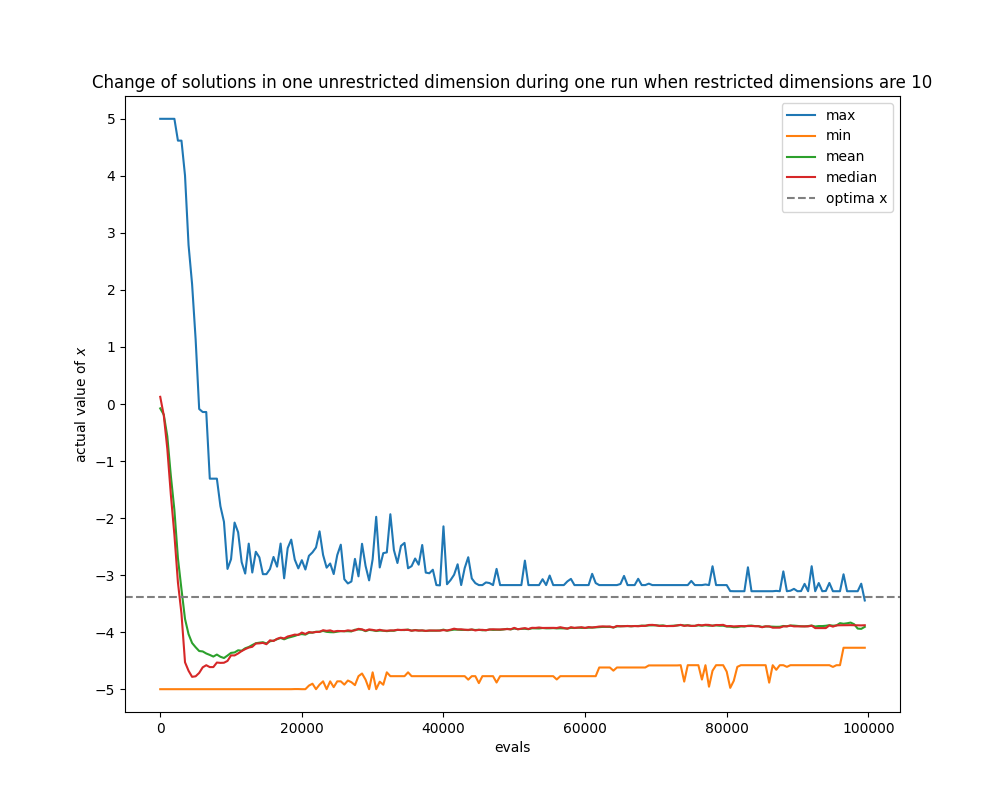 Change of solutions in one unrestricted dimension during one run when restricted dimensions are 10
max
min
mean
median
optima x
5
4
3
2
1
0
−1
−2
−3
−4
−5
actual value of x
0
20000
40000
60000
80000
100000
evals